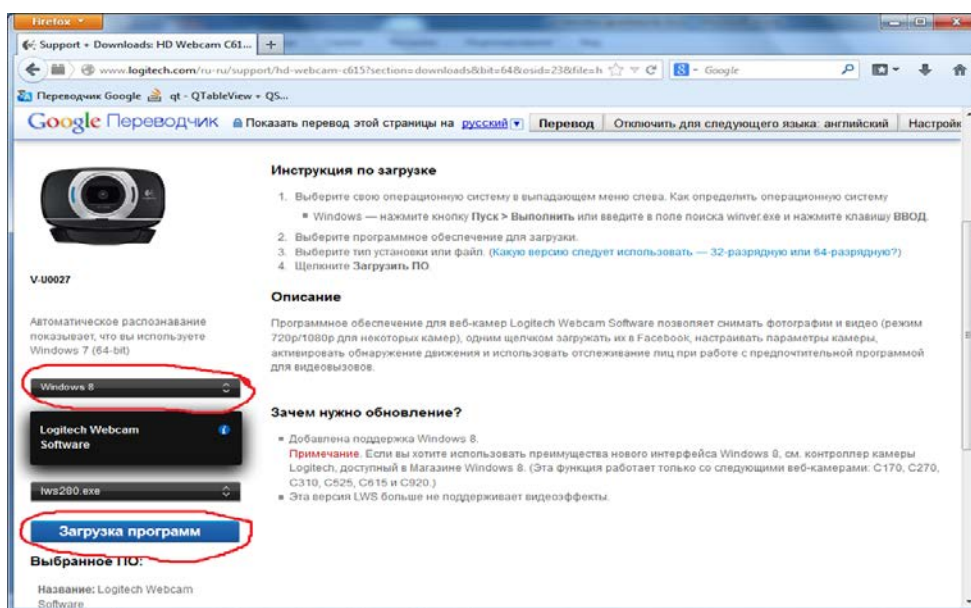 Firefox
Support + Downloads: HD Webcam C61...
www.logitech.com/ru-ru/support/hd-webcam-c615?section=downloads&bit=64&osid=23&file=h
Google
Переводчик Google
qt - QTableView + QS...
Google Переводчик
Показать перевод этой страницы на русский
Перевод
Отключить для следующего языка: английский
Настройк
V-U0027
Автоматическое распознавание
показывает, что вы используете
Windows 7 (64-bit)
Windows 8
Logitech Webcam
Software
lws280.exe
Загрузка программ
Выбранное ПО:
Название: Logitech Webcam
Software
Инструкция по загрузке
1. Выберите свою операционную систему в выпадающем меню слева. Как определить операционную систему
Windows — нажмите кнопку Пуск > Выполнить или введите в поле поиска winver.exe и нажмите клавишу ВВОД.
2. Выберите программное обеспечение для загрузки.
3. Выберите тип установки или файл. (Какую версию следует использовать — 32-разрядную или 64-разрядную?)
4. Щелкните Загрузить ПО
Описание
Программное обеспечение для веб-камер Logitech Webcam Software позволяет снимать фотографии и видео (режим
720p/1080p для некоторых камер), одним щелчком загружать их в Facebook, настраивать параметры камеры,
активировать обнаружение движения и использовать отслеживание лиц при работе с предпочтительной программой
для видеовызовов.
Зачем нужно обновление?
Добавлена поддержка Windows 8.
Примечание. Если вы хотите использовать преимущества нового интерфейса Windows 8, см. контроллер камеры
Logitech, доступный в Магазине Windows 8. (Эта функция работает только со следующими веб-камерами: C170, C270,
C310, C525, C615 и C920.)
Эта версия LWS больше не поддерживает видеоэффекты.